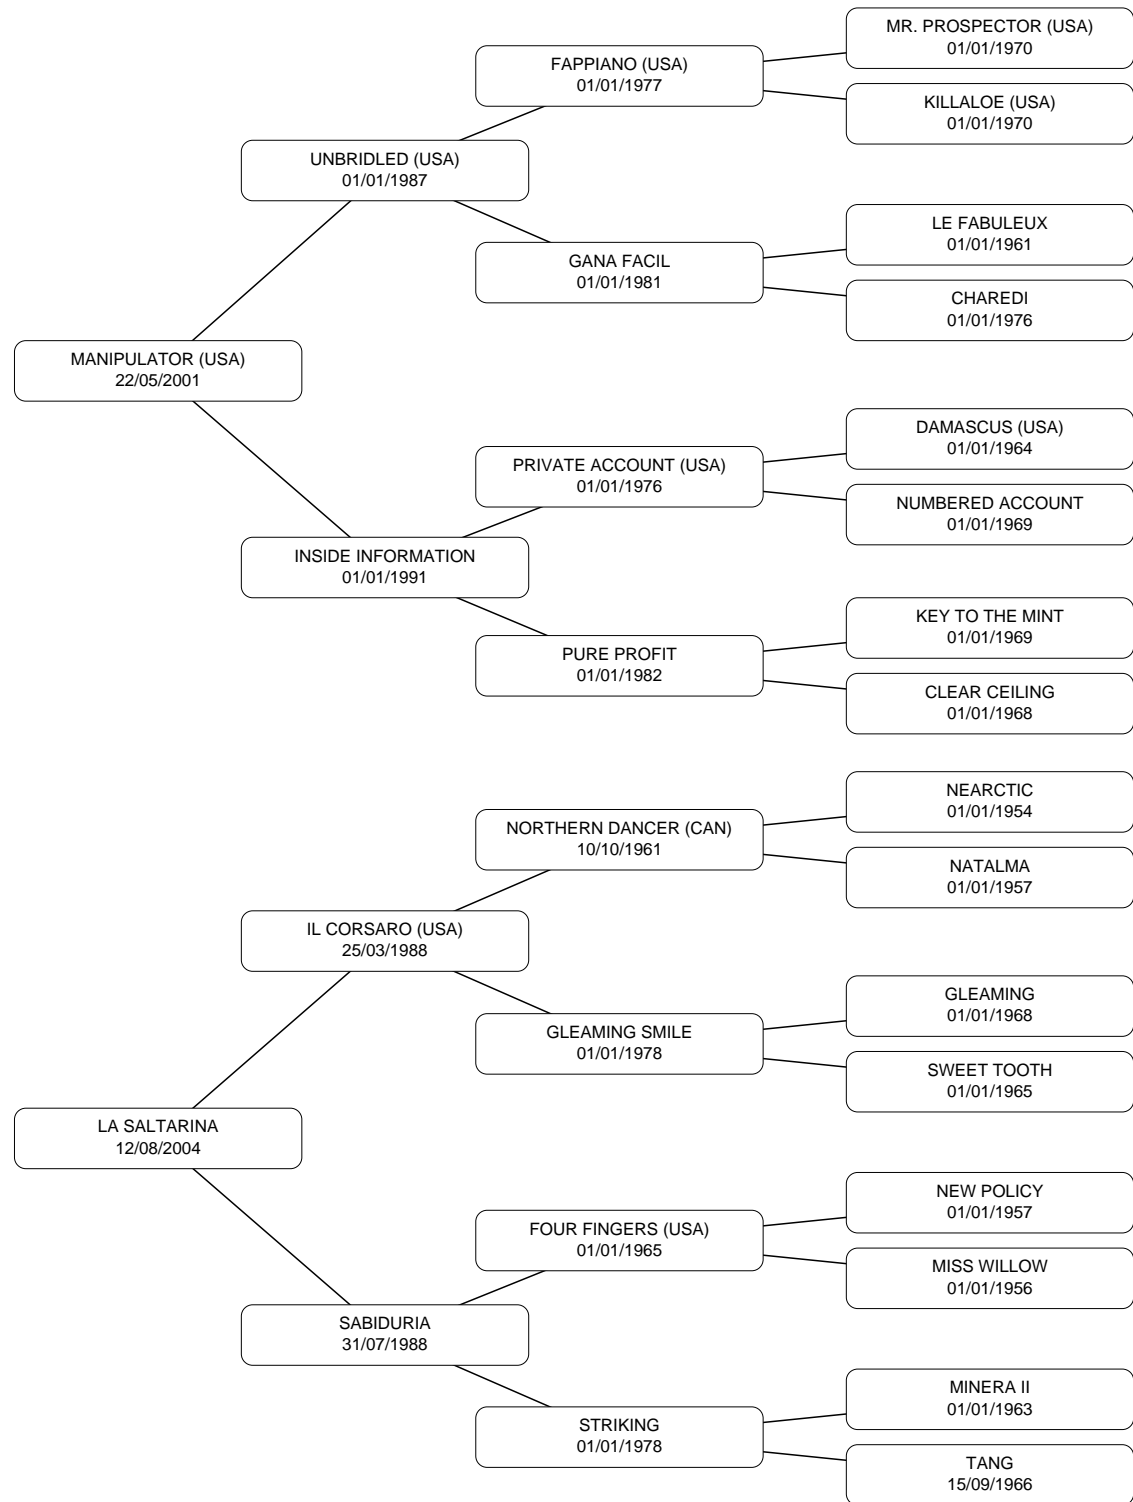 MR. PROSPECTOR (USA)
01/01/1970
FAPPIANO (USA)
01/01/1977
KILLALOE (USA)
01/01/1970
UNBRIDLED (USA)
01/01/1987
LE FABULEUX
01/01/1961
GANA FACIL
01/01/1981
CHAREDI
01/01/1976
MANIPULATOR (USA)
22/05/2001
DAMASCUS (USA)
01/01/1964
PRIVATE ACCOUNT (USA)
01/01/1976
NUMBERED ACCOUNT
01/01/1969
INSIDE INFORMATION
01/01/1991
KEY TO THE MINT
01/01/1969
PURE PROFIT
01/01/1982
CLEAR CEILING
01/01/1968
NEARCTIC
01/01/1954
NORTHERN DANCER (CAN)
10/10/1961
NATALMA
01/01/1957
IL CORSARO (USA)
25/03/1988
GLEAMING
01/01/1968
GLEAMING SMILE
01/01/1978
SWEET TOOTH
01/01/1965
LA SALTARINA
12/08/2004
NEW POLICY
01/01/1957
FOUR FINGERS (USA)
01/01/1965
MISS WILLOW
01/01/1956
SABIDURIA
31/07/1988
MINERA II
01/01/1963
STRIKING
01/01/1978
TANG
15/09/1966